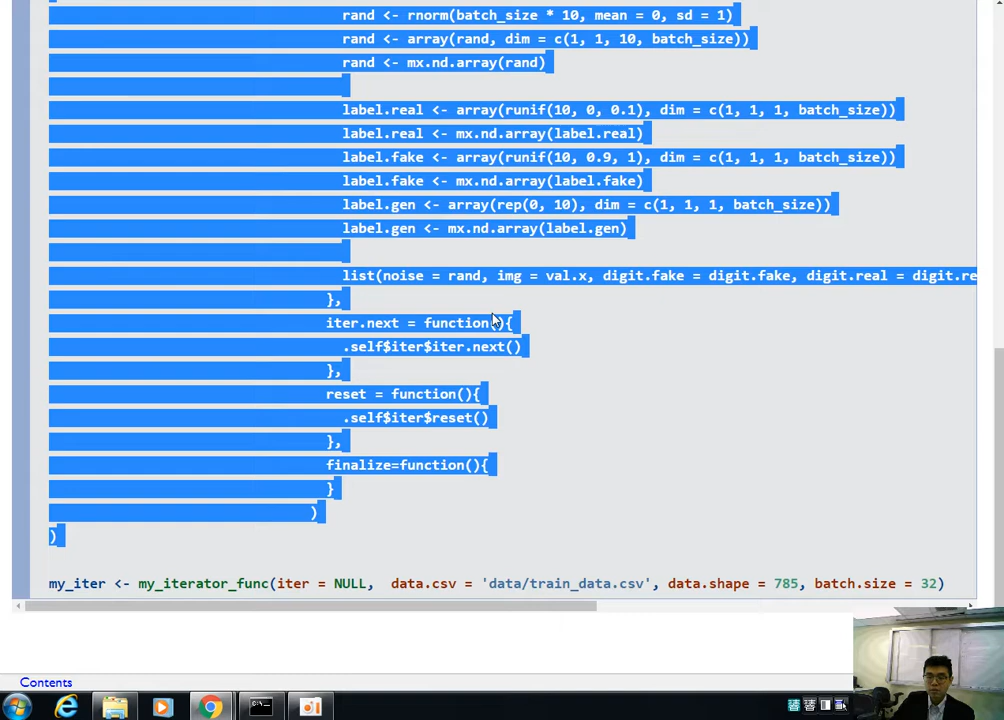 rand <- rnorm(batch_size * 10, mean = 0, sd = 1)
rand <- array(rand, dim = c(1, 1, 10, batch_size))
rand <- mx.nd.array(rand)
label.real <- array(runif(10, 0, 0.1), dim = c(1, 1, 1, batch_size))
label.real <- mx.nd.array(label.real)
label.fake <- array(runif(10, 0.9, 1), dim = c(1, 1, 1, batch_size))
label.fake <- mx.nd.array(label.fake)
label.gen <- array(rep(0, 10), dim = c(1, 1, 1, batch_size))
label.gen <- mx.nd.array(label.gen)
list(noise = rand, img = val.x, digit.fake = digit.fake, digit.real = digit.re
},
iter.next = function(){
.self$iter$iter.next()
},
reset = function(){
.self$iter$reset()
},
finalize=function(){
}
)
)
my_iter <- my_iterator_func(iter = NULL,  data.csv = 'data/train_data.csv', data.shape = 785, batch.size = 32)
Contents